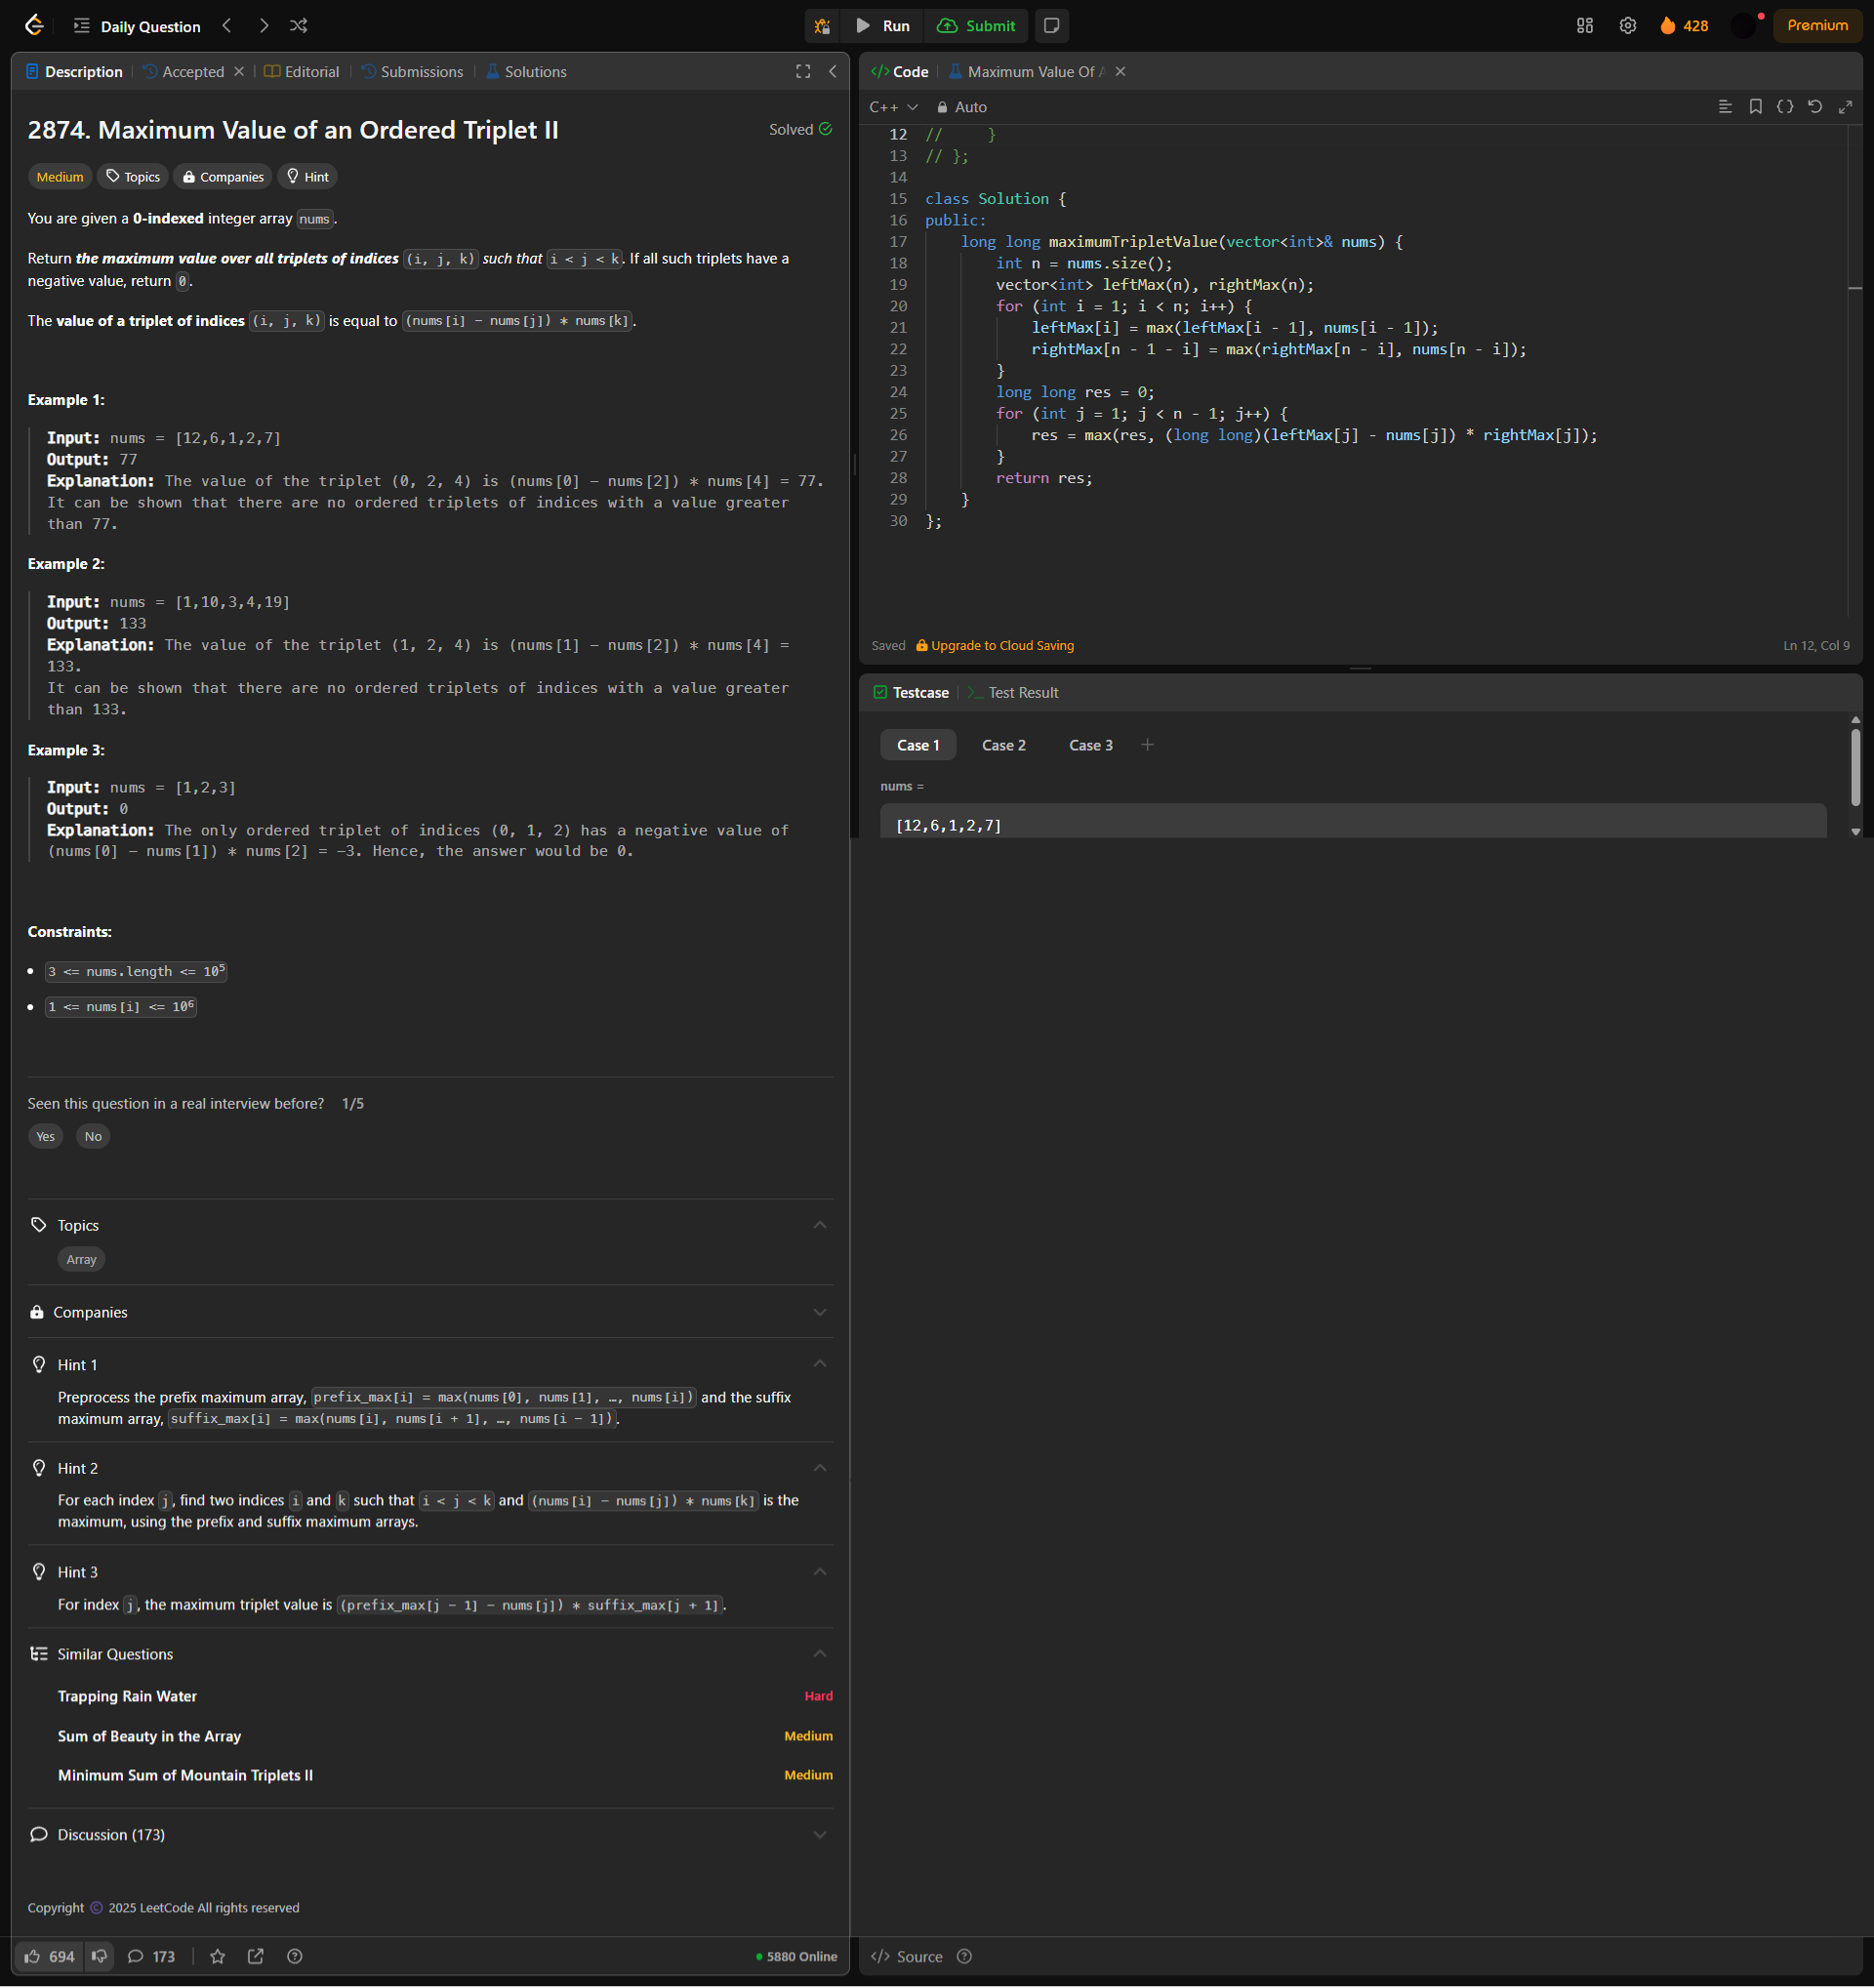 Daily Question
Run
Submit
428
Premium
Description
Accepted
Editorial
Submissions
Solutions
2874. Maximum Value of an Ordered Triplet II
Solved
Medium
Topics
Companies
Hint
You are given a 0-indexed integer array nums.
Return the maximum value over all triplets of indices (i, j, k) such that i < j < k. If all such triplets have a
negative value, return 0.
The value of a triplet of indices (i, j, k) is equal to (nums[i] - nums[j]) * nums[k].
Example 1:
Input: nums = [12,6,1,2,7]
Output: 77
Explanation: The value of the triplet (0, 2, 4) is (nums[0] - nums[2]) * nums[4] = 77.
It can be shown that there are no ordered triplets of indices with a value greater
than 77.
Example 2:
Input: nums = [1,10,3,4,19]
Output: 133
Explanation: The value of the triplet (1, 2, 4) is (nums[1] - nums[2]) * nums[4] =
133.
It can be shown that there are no ordered triplets of indices with a value greater
than 133.
Example 3:
Input: nums = [1,2,3]
Output: 0
Explanation: The only ordered triplet of indices (0, 1, 2) has a negative value of
(nums[0] - nums[1]) * nums[2] = -3. Hence, the answer would be 0.
Constraints:
3 <= nums.length <= 10⁵
1 <= nums[i] <= 10⁶
Seen this question in a real interview before? 1/5
Yes
No
Topics
Array
Companies
Hint 1
Preprocess the prefix maximum array, prefix_max[i] = max(nums[0], nums[1], …, nums[i]) and the suffix
maximum array, suffix_max[i] = max(nums[i], nums[i + 1], …, nums[i - 1]).
Hint 2
For each index j, find two indices i and k such that i < j < k and (nums[i] - nums[j]) * nums[k] is the
maximum, using the prefix and suffix maximum arrays.
Hint 3
For index j, the maximum triplet value is (prefix_max[j - 1] - nums[j]) * suffix_max[j + 1].
Similar Questions
Trapping Rain Water
Hard
Sum of Beauty in the Array
Medium
Minimum Sum of Mountain Triplets II
Medium
Discussion (173)
Copyright © 2025 LeetCode All rights reserved
694
173
5880 Online
</> Code
Maximum Value Of
C++
Auto
12 // }
13 // };
14
15 class Solution {
16 public:
17 long long maximumTripletValue(vector<int>& nums) {
18 int n = nums.size();
19 vector<int> leftMax(n), rightMax(n);
20 for (int i = 1; i < n; i++) {
21 leftMax[i] = max(leftMax[i - 1], nums[i - 1]);
22 rightMax[n - 1 - i] = max(rightMax[n - i], nums[n - i]);
23 }
24 long long res = 0;
25 for (int j = 1; j < n - 1; j++) {
26 res = max(res, (long long)(leftMax[j] - nums[j]) * rightMax[j]);
27 }
28 return res;
29 }
30 };
Saved
Upgrade to Cloud Saving
Ln 12, Col 9
Testcase
Test Result
Case 1
Case 2
Case 3
nums =
[12,6,1,2,7]
</> Source